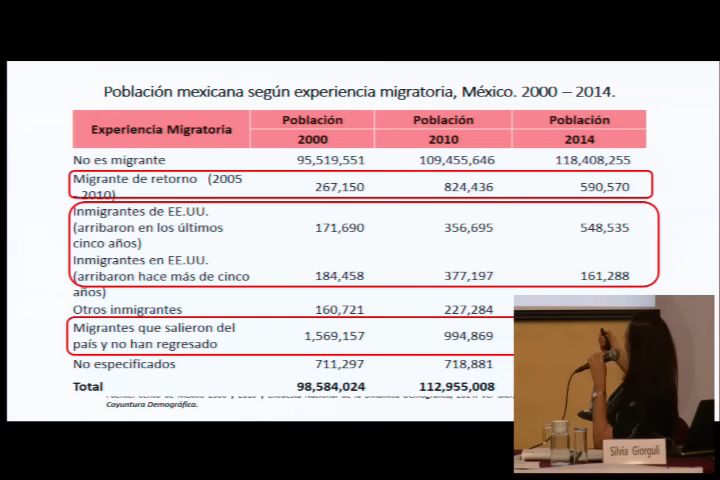 Población mexicana según experiencia migratoria, México. 2000 – 2014.
Experiencia Migratoria Población Población Población
2000 2010 2014
No es migrante 95,519,551 109,455,646 118,408,255
Migrante de retorno (2005
- 2010) 267,150 824,436 590,570
Inmigrantes de EE.UU.
(arribaron en los últimos 171,690 356,695 548,535
cinco años)
Inmigrantes en EE.UU.
(arribaron hace más de cinco 184,458 377,197 161,288
años)
Otros inmigrantes 160,721 227,284
Migrantes que salieron del
país y no han regresado 1,569,157 994,869
No especificados 711,297 718,881
Total 98,584,024 112,955,008
Coyuntura Demográfica.
Silvia Giorguli